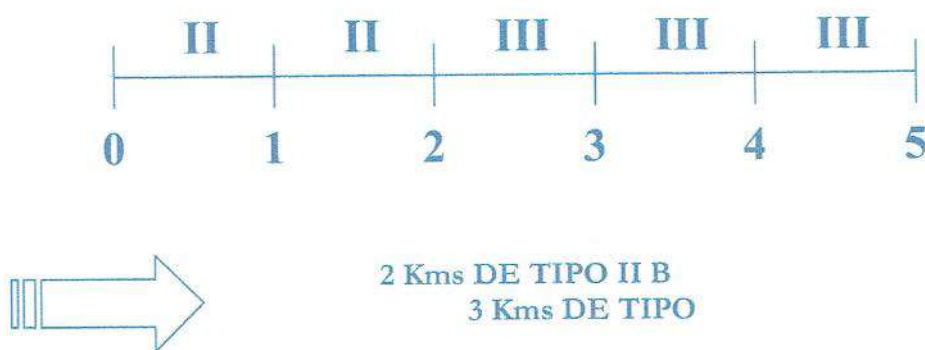 II II III III III
0 1 2 3 4 5
2 Kms DE TIPO II B
3 Kms DE TIPO